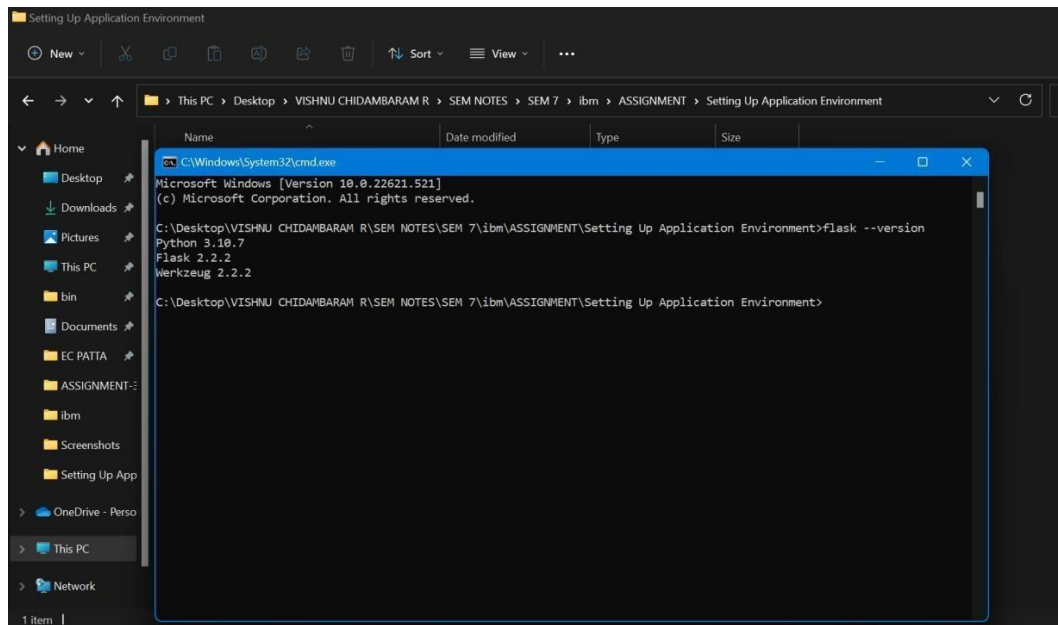 Setting Up Application Environment
New
Sort
View
This PC > Desktop > VISHNU CHIDAMBARAM R > SEM NOTES > SEM 7 > ibm > ASSIGNMENT > Setting Up Application Environment
Name Date modified Type Size
Home
Desktop
Downloads
Pictures
This PC
bin
Documents
EC PATTA
ASSIGNMENT-3
ibm
Screenshots
Setting Up App
OneDrive - Perso
This PC
Network
1 item
C:\Windows\System32\cmd.exe
Microsoft Windows [Version 10.0.22621.521]
(c) Microsoft Corporation. All rights reserved.
C:\Desktop\VISHNU CHIDAMBARAM R\SEM NOTES\SEM 7\ibm\ASSIGNMENT\Setting Up Application Environment>flask --version
Python 3.10.7
Flask 2.2.2
Werkzeug 2.2.2
C:\Desktop\VISHNU CHIDAMBARAM R\SEM NOTES\SEM 7\ibm\ASSIGNMENT\Setting Up Application Environment>